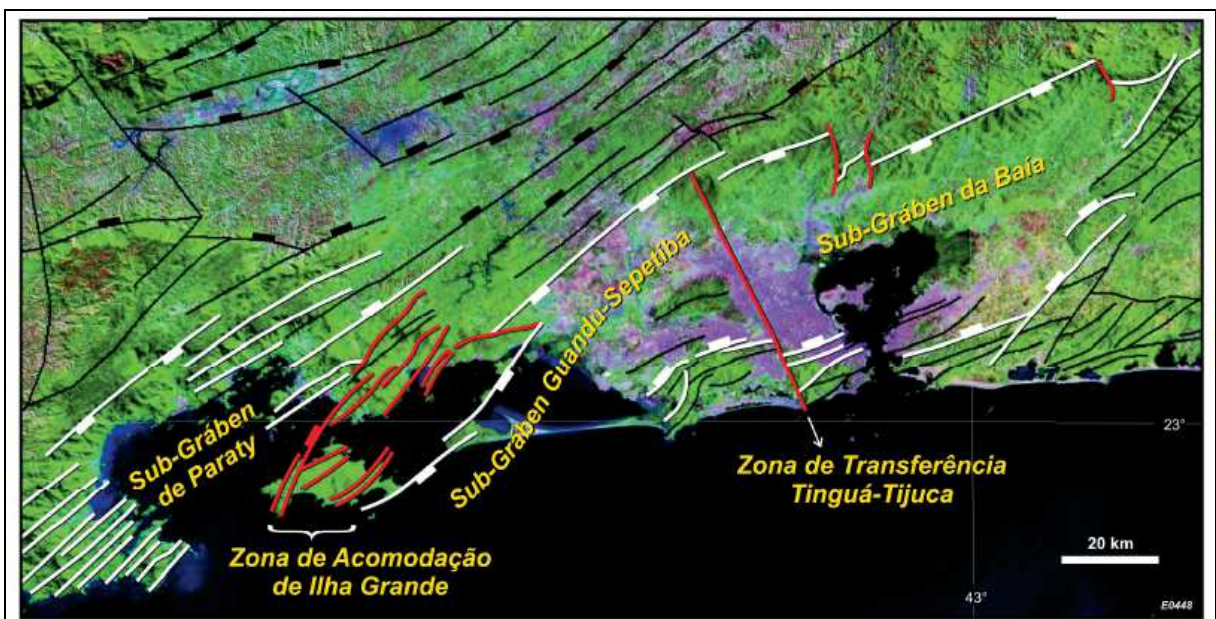 Sub-Gráben da Baía
Sub-Gráben Guandu-Sepetiba
Sub-Gráben
de Paraty
23°
Zona de Transferência
Tinguá-Tijuca
Zona de Acomodação
de Ilha Grande
20 km
43°
E0448